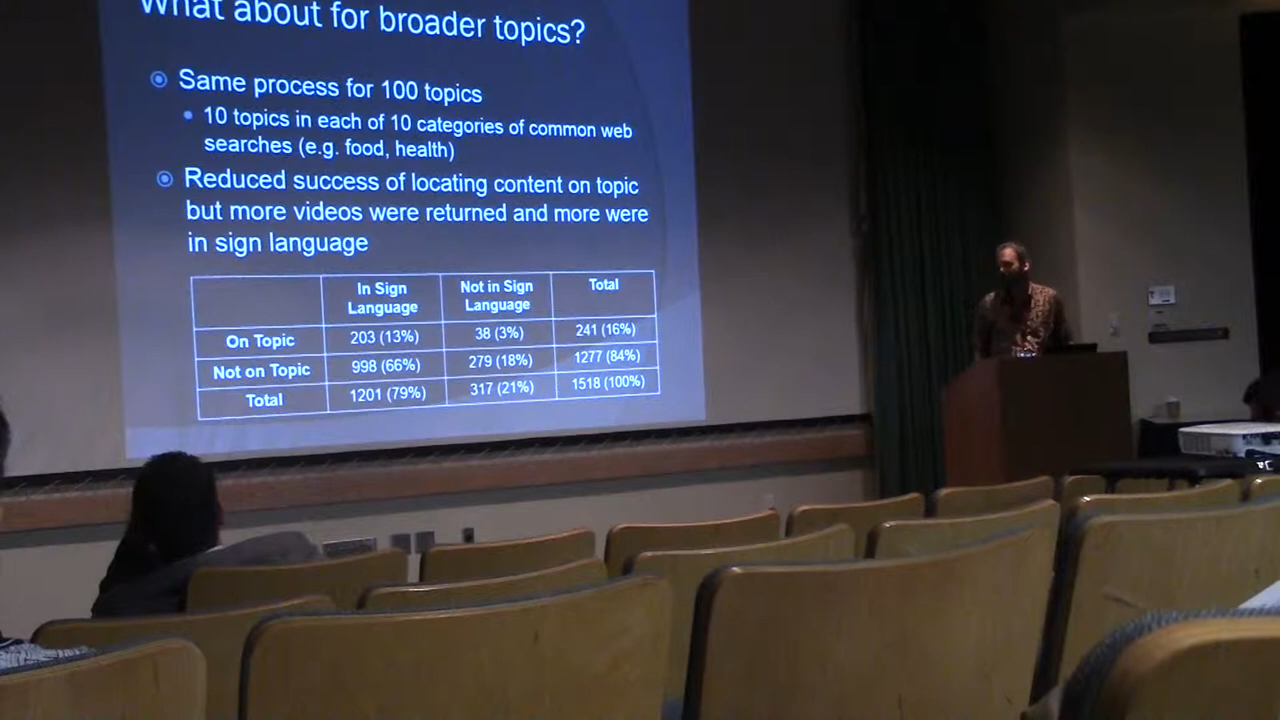 What about for broader topics?
Same process for 100 topics
10 topics in each of 10 categories of common web
searches (e.g. food, health)
Reduced success of locating content on topic
but more videos were returned and more were
in sign language
In Sign Language Not in Sign Language Total
On Topic 203 (13%) 38 (3%) 241 (16%)
Not on Topic 998 (66%) 279 (18%) 1277 (84%)
Total 1201 (79%) 317 (21%) 1518 (100%)